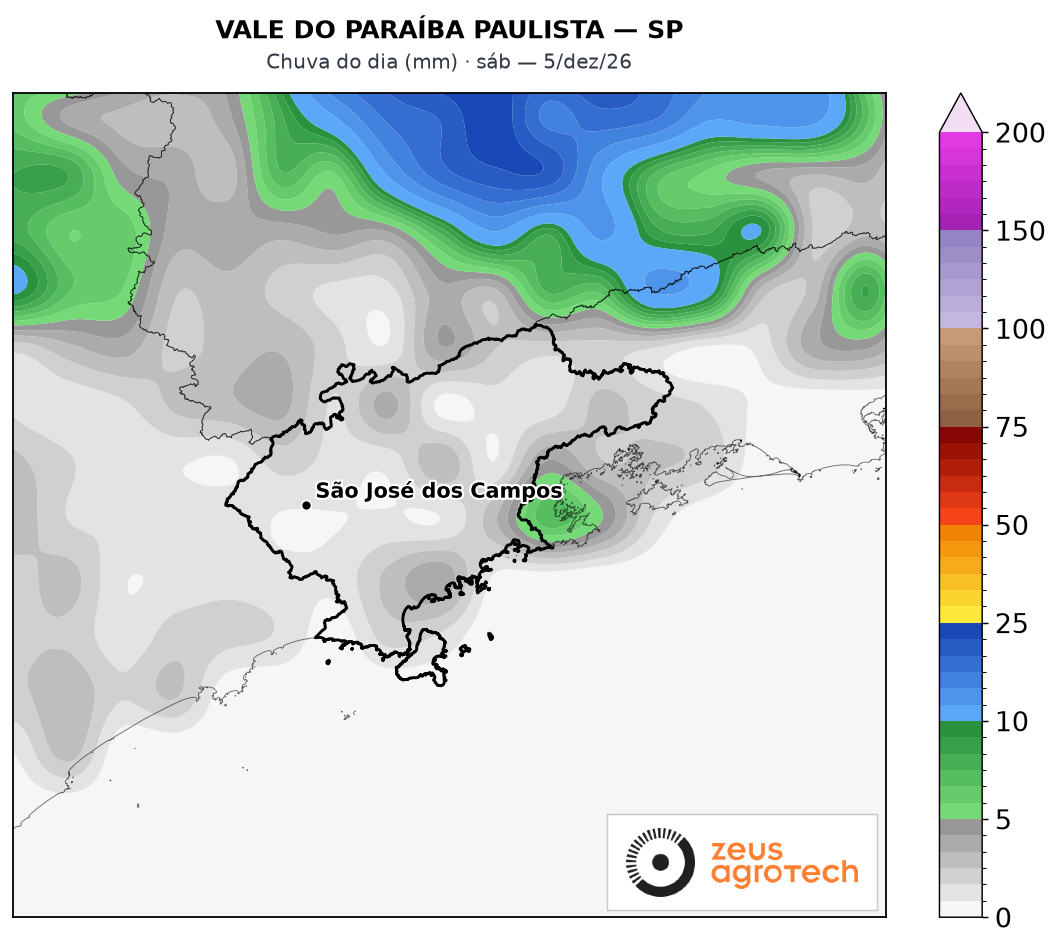 VALE DO PARAÍBA PAULISTA — SP
Chuva do dia (mm) · sáb — 5/dez/26
200
150
100
75
50
25
10
5
0
São José dos Campos
zeus
agrotech